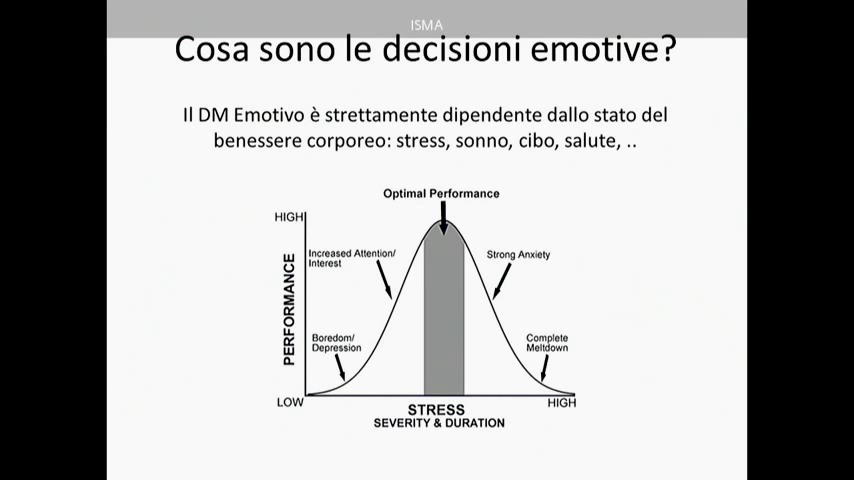 ISMA
Cosa sono le decisioni emotive?
Il DM Emotivo è strettamente dipendente dallo stato del
benessere corporeo: stress, sonno, cibo, salute, ..
Optimal Performance
HIGH
Increased Attention/
Interest
Strong Anxiety
PERFORMANCE
Boredom/
Depression
Complete
Meltdown
LOW
HIGH
STRESS
SEVERITY & DURATION